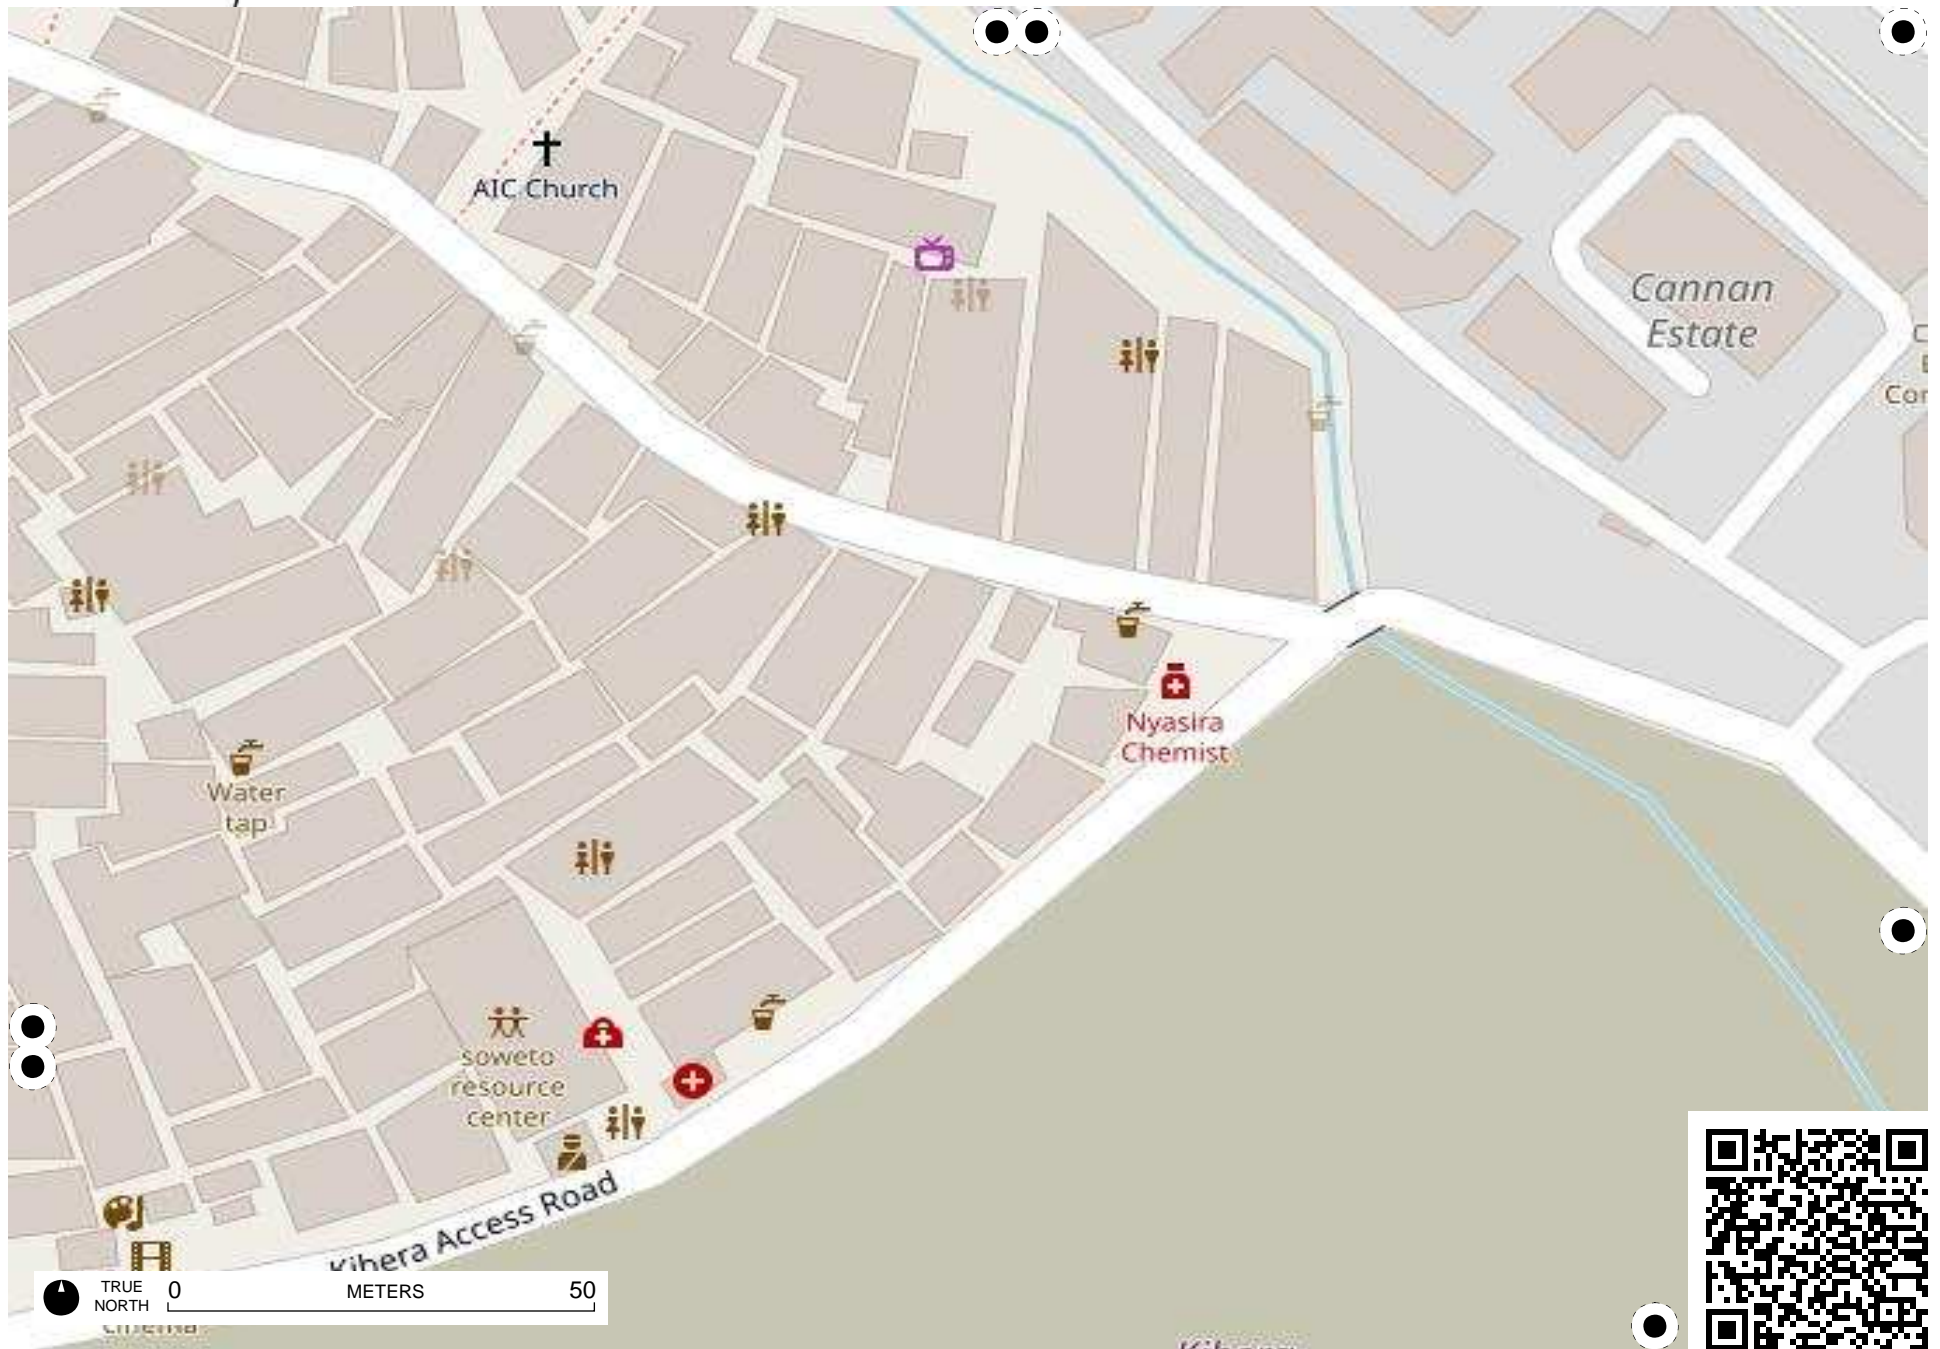 AIC Church
Cannan
Estate
Nyasira
Chemist
Water
tap
soweto
resource
center
Kibera Access Road
TRUE
NORTH
0
METERS
50
cinema